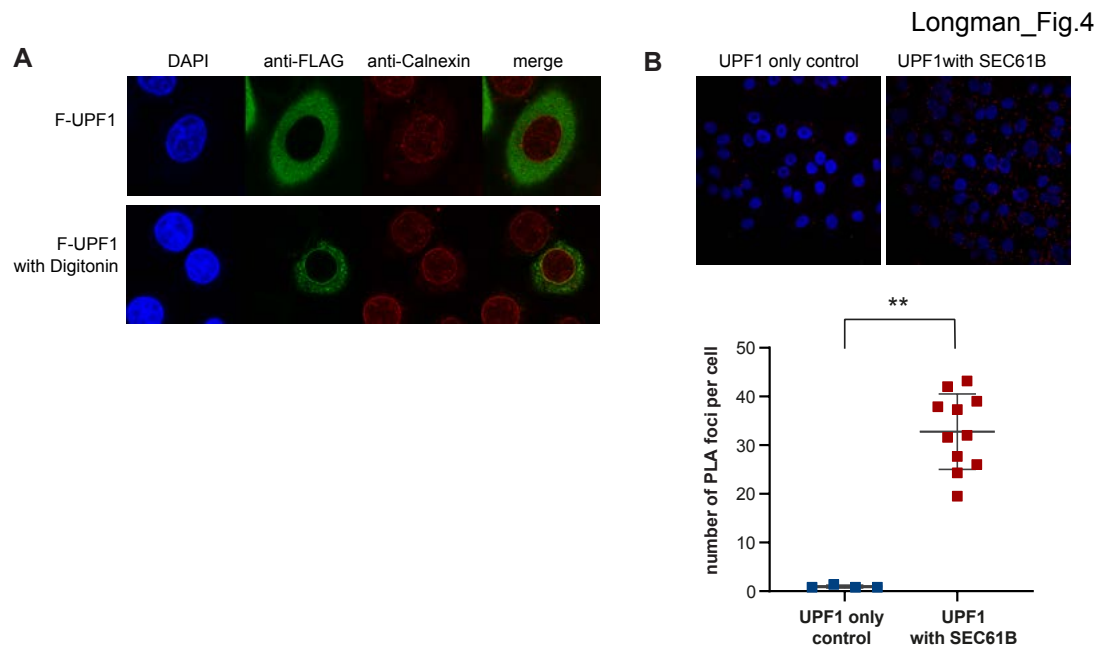 Longman_Fig.4
A
DAPI anti-FLAG anti-Calnexin merge
F-UPF1
F-UPF1
with Digitonin
B
UPF1 only control UPF1with SEC61B
**
number of PLA foci per cell
50
40
30
20
10
0
UPF1 only
control
UPF1
with SEC61B